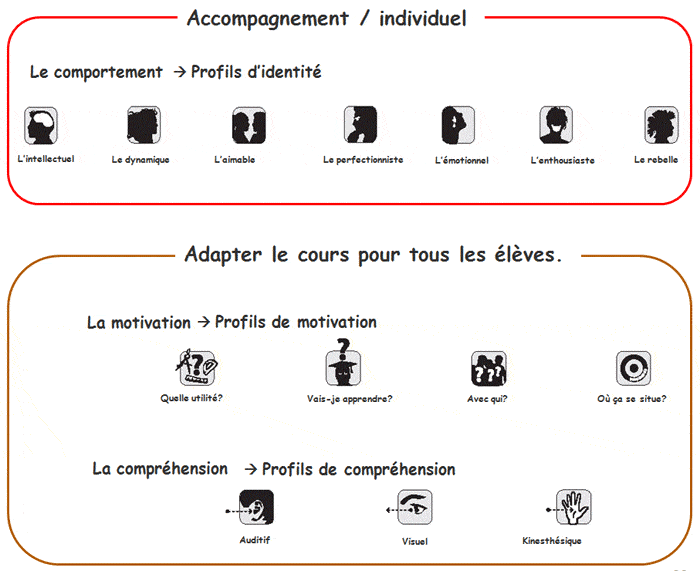 Accompagnement / individuel
Le comportement → Profils d'identité
L'intellectuel Le dynamique L'aimable Le perfectionniste L'émotionnel L'enthousiaste Le rebelle
Adapter le cours pour tous les élèves.
La motivation → Profils de motivation
? ? ? ? ?
Quelle utilité? Vais-je apprendre? Avec qui? Où ça se situe?
La compréhension → Profils de compréhension
Auditif Visuel Kinesthésique